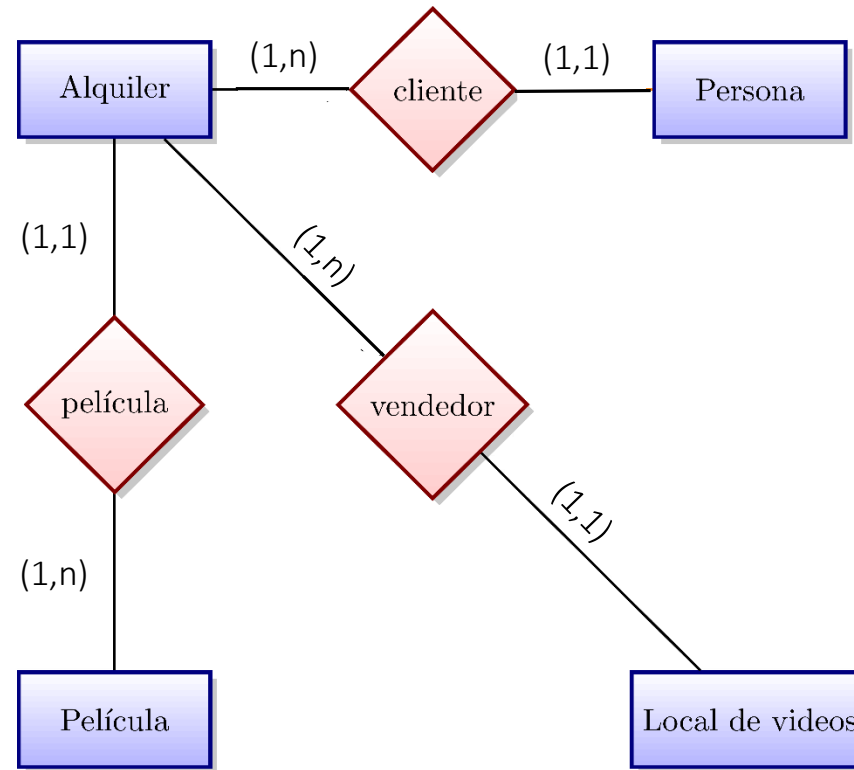 Alquiler
(1,n)
cliente
(1,1)
Persona
(1,1)
(1,n)
película
vendedor
(1,n)
(1,1)
Película
Local de videos